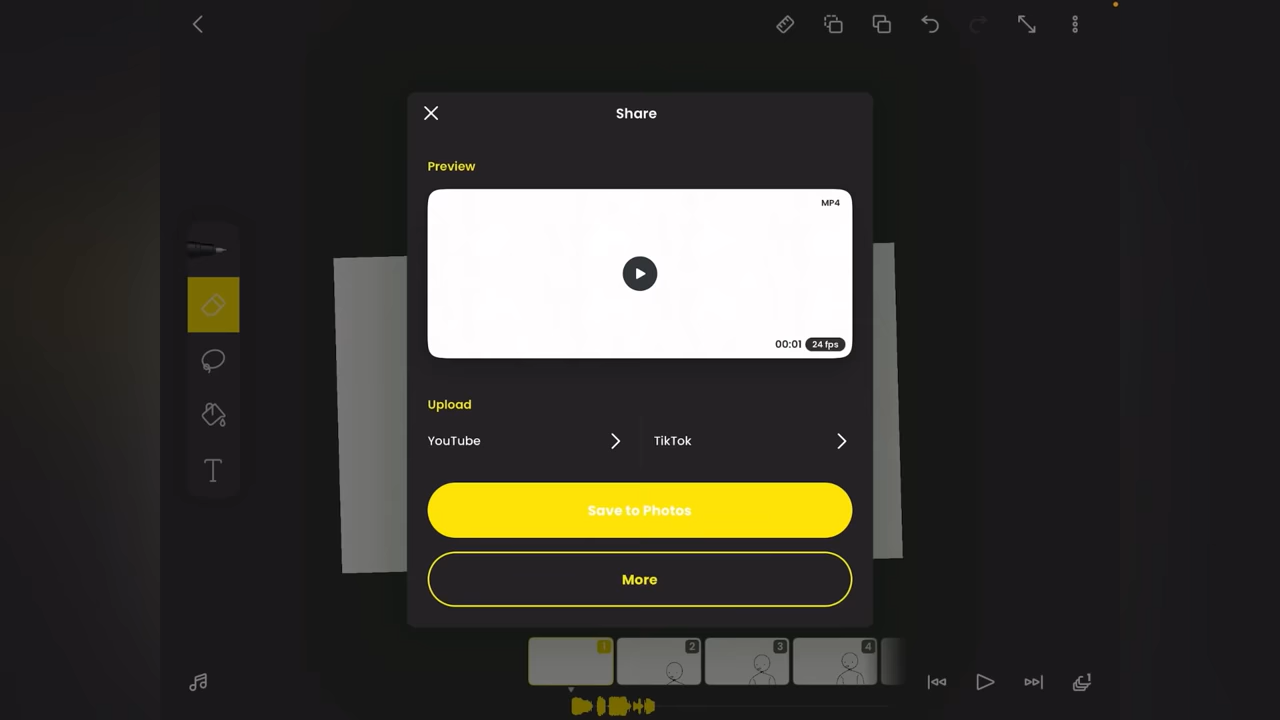 Share
Preview
MP4
00:01 24 fps
Upload
YouTube
TikTok
Save to Photos
More
1
2
3
4